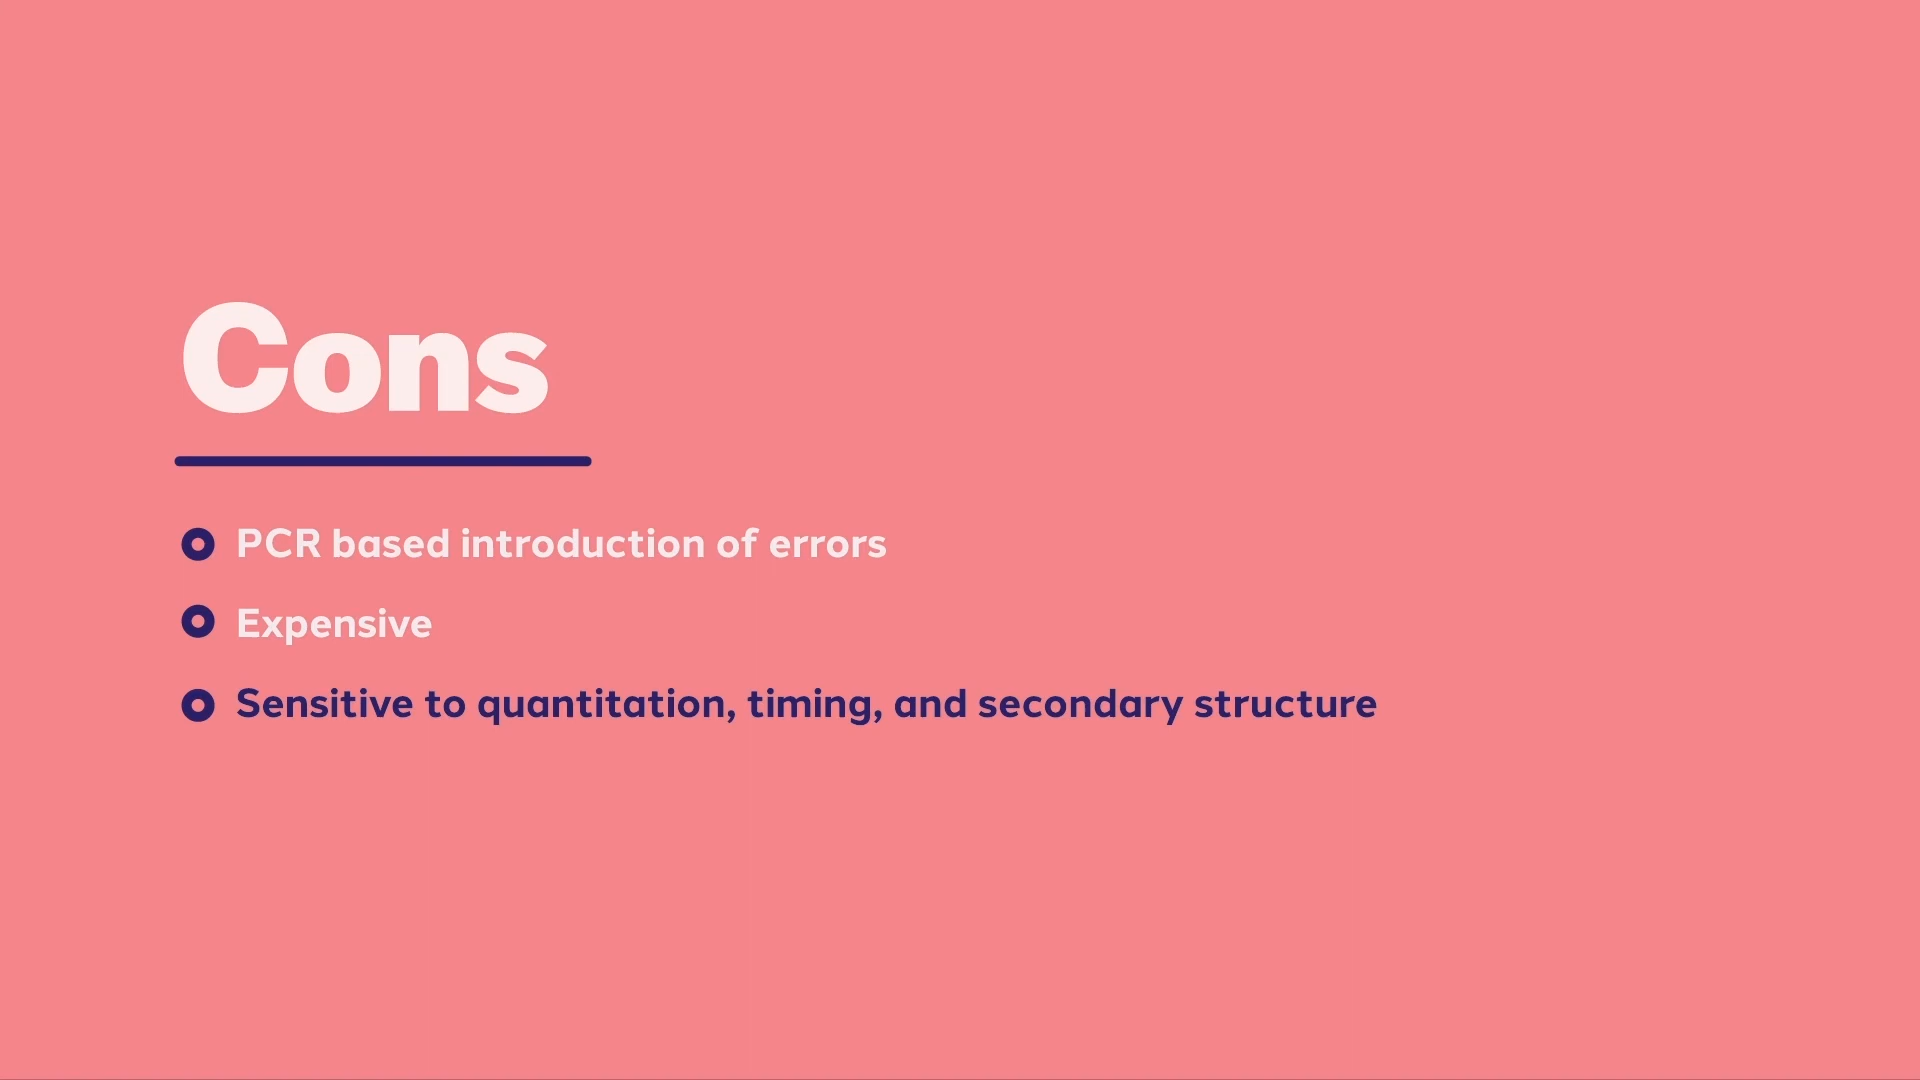 Cons
PCR based introduction of errors
Expensive
Sensitive to quantitation, timing, and secondary structure